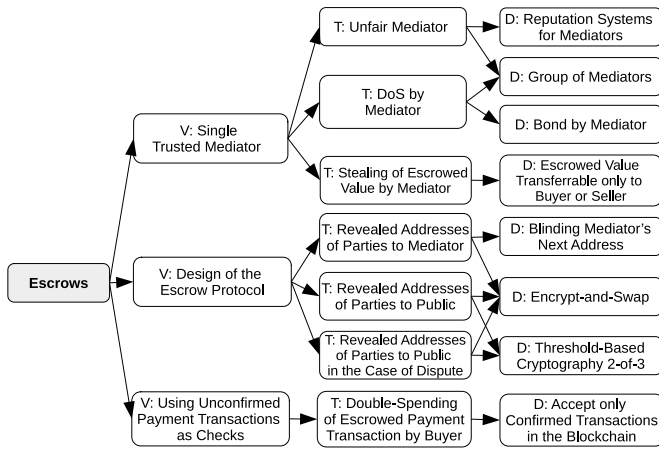 Escrows
V: Single
Trusted Mediator
V: Design of the
Escrow Protocol
V: Using Unconfirmed
Payment Transactions
as Checks
T: Unfair Mediator
T: DoS by
Mediator
T: Stealing of Escrowed
Value by Mediator
T: Revealed Addresses
of Parties to Mediator
T: Revealed Addresses
of Parties to Public
T: Revealed Addresses
of Parties to Public
in the Case of Dispute
T: Double-Spending
of Escrowed Payment
Transaction by Buyer
D: Reputation Systems
for Mediators
D: Group of Mediators
D: Bond by Mediator
D: Escrowed Value
Transferrable only to
Buyer or Seller
D: Blinding Mediator's
Next Address
D: Encrypt-and-Swap
D: Threshold-Based
Cryptography 2-of-3
D: Accept only
Confirmed Transactions
in the Blockchain